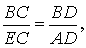 BC/EC = BD/AD,